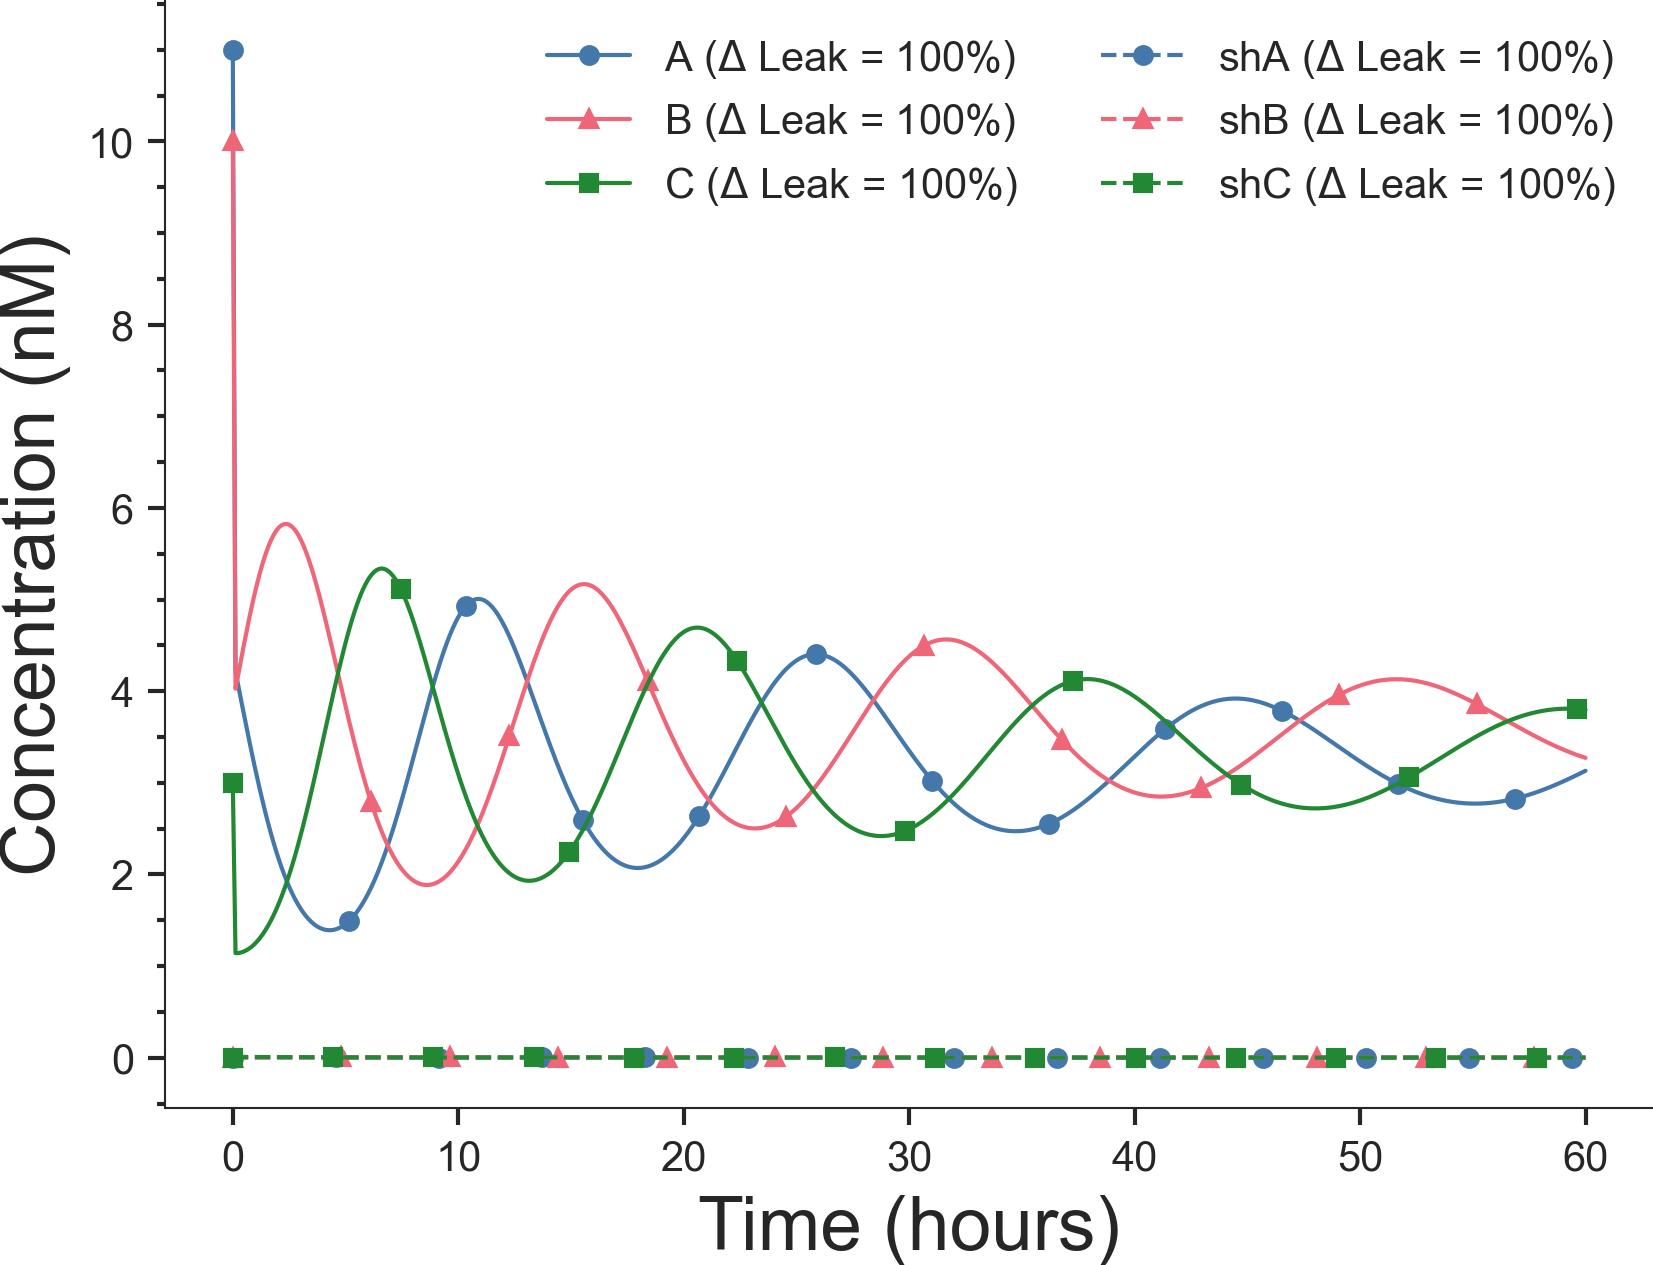 A (Δ Leak = 100%)
B (Δ Leak = 100%)
C (Δ Leak = 100%)
shA (Δ Leak = 100%)
shB (Δ Leak = 100%)
shC (Δ Leak = 100%)
Concentration (nM)
10
8
6
4
2
0
0 10 20 30 40 50 60
Time (hours)